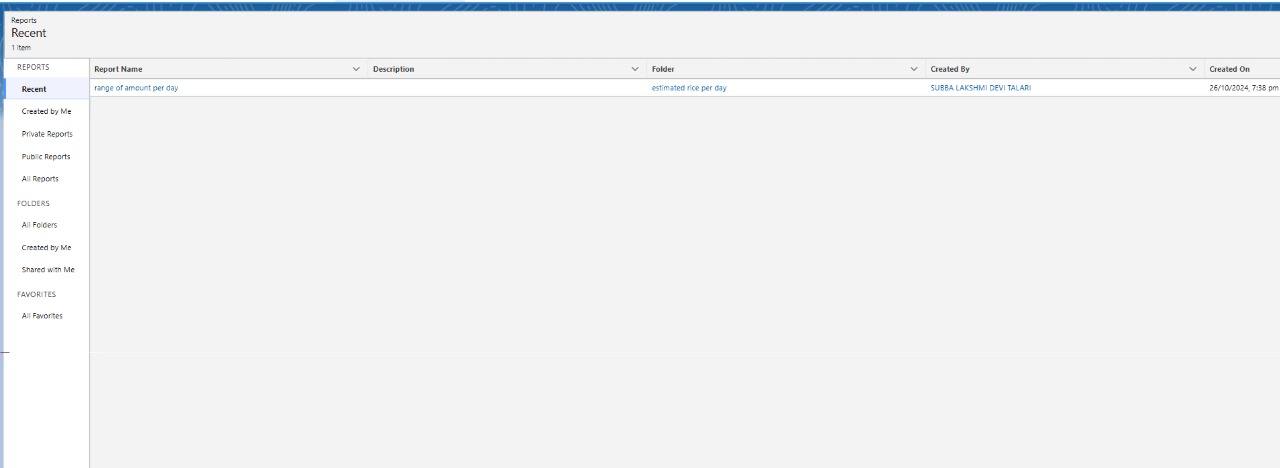 Reports
Recent
1 item
REPORTS
Recent
Created by Me
Private Reports
Public Reports
All Reports
FOLDERS
All Folders
Created by Me
Shared with Me
FAVORITES
All Favorites
Report Name Description Folder Created By Created On
range of amount per day estimated rice per day SUBBA LAKSHMI DEVI TALARI 26/10/2024, 7:38 pm